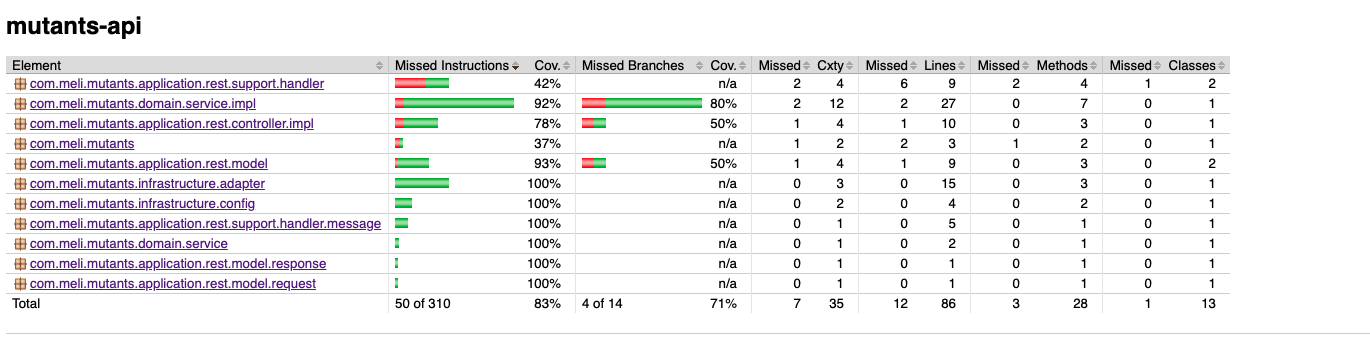 mutants-api
Element Missed Instructions Cov. Missed Branches Cov. Missed Cxty Missed Lines Missed Methods Missed Classes
com.meli.mutants.application.rest.support.handler 42% n/a 2 4 6 9 2 4 1 2
com.meli.mutants.domain.service.impl 92% 80% 2 12 2 27 0 7 0 1
com.meli.mutants.application.rest.controller.impl 78% 50% 1 4 1 10 0 3 0 1
com.meli.mutants 37% n/a 1 2 2 3 1 2 0 1
com.meli.mutants.application.rest.model 93% 50% 1 4 1 9 0 3 0 2
com.meli.mutants.infrastructure.adapter 100% n/a 0 3 0 15 0 3 0 1
com.meli.mutants.infrastructure.config 100% n/a 0 2 0 4 0 2 0 1
com.meli.mutants.application.rest.support.handler.message 100% n/a 0 1 0 5 0 1 0 1
com.meli.mutants.domain.service 100% n/a 0 1 0 2 0 1 0 1
com.meli.mutants.application.rest.model.response 100% n/a 0 1 0 1 0 1 0 1
com.meli.mutants.application.rest.model.request 100% n/a 0 1 0 1 0 1 0 1
Total 50 of 310 83% 4 of 14 71% 7 35 12 86 3 28 1 13